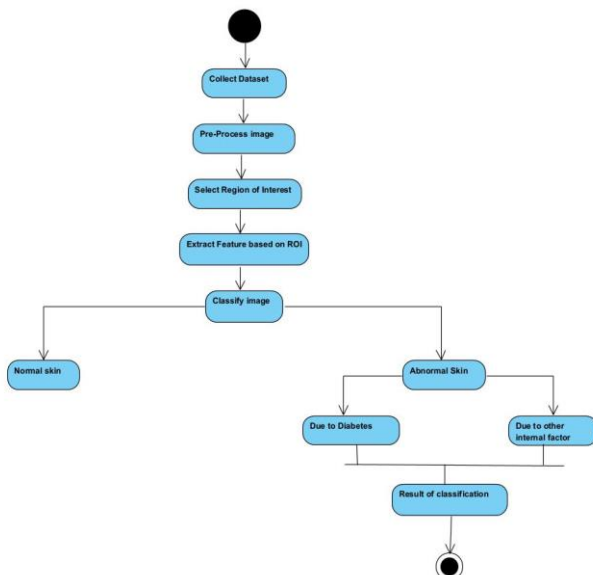 Collect Dataset
Pre-Process image
Select Region of Interest
Extract Feature based on ROI
Classify image
Normal skin
Abnormal Skin
Due to Diabetes
Due to other
internal factor
Result of classification